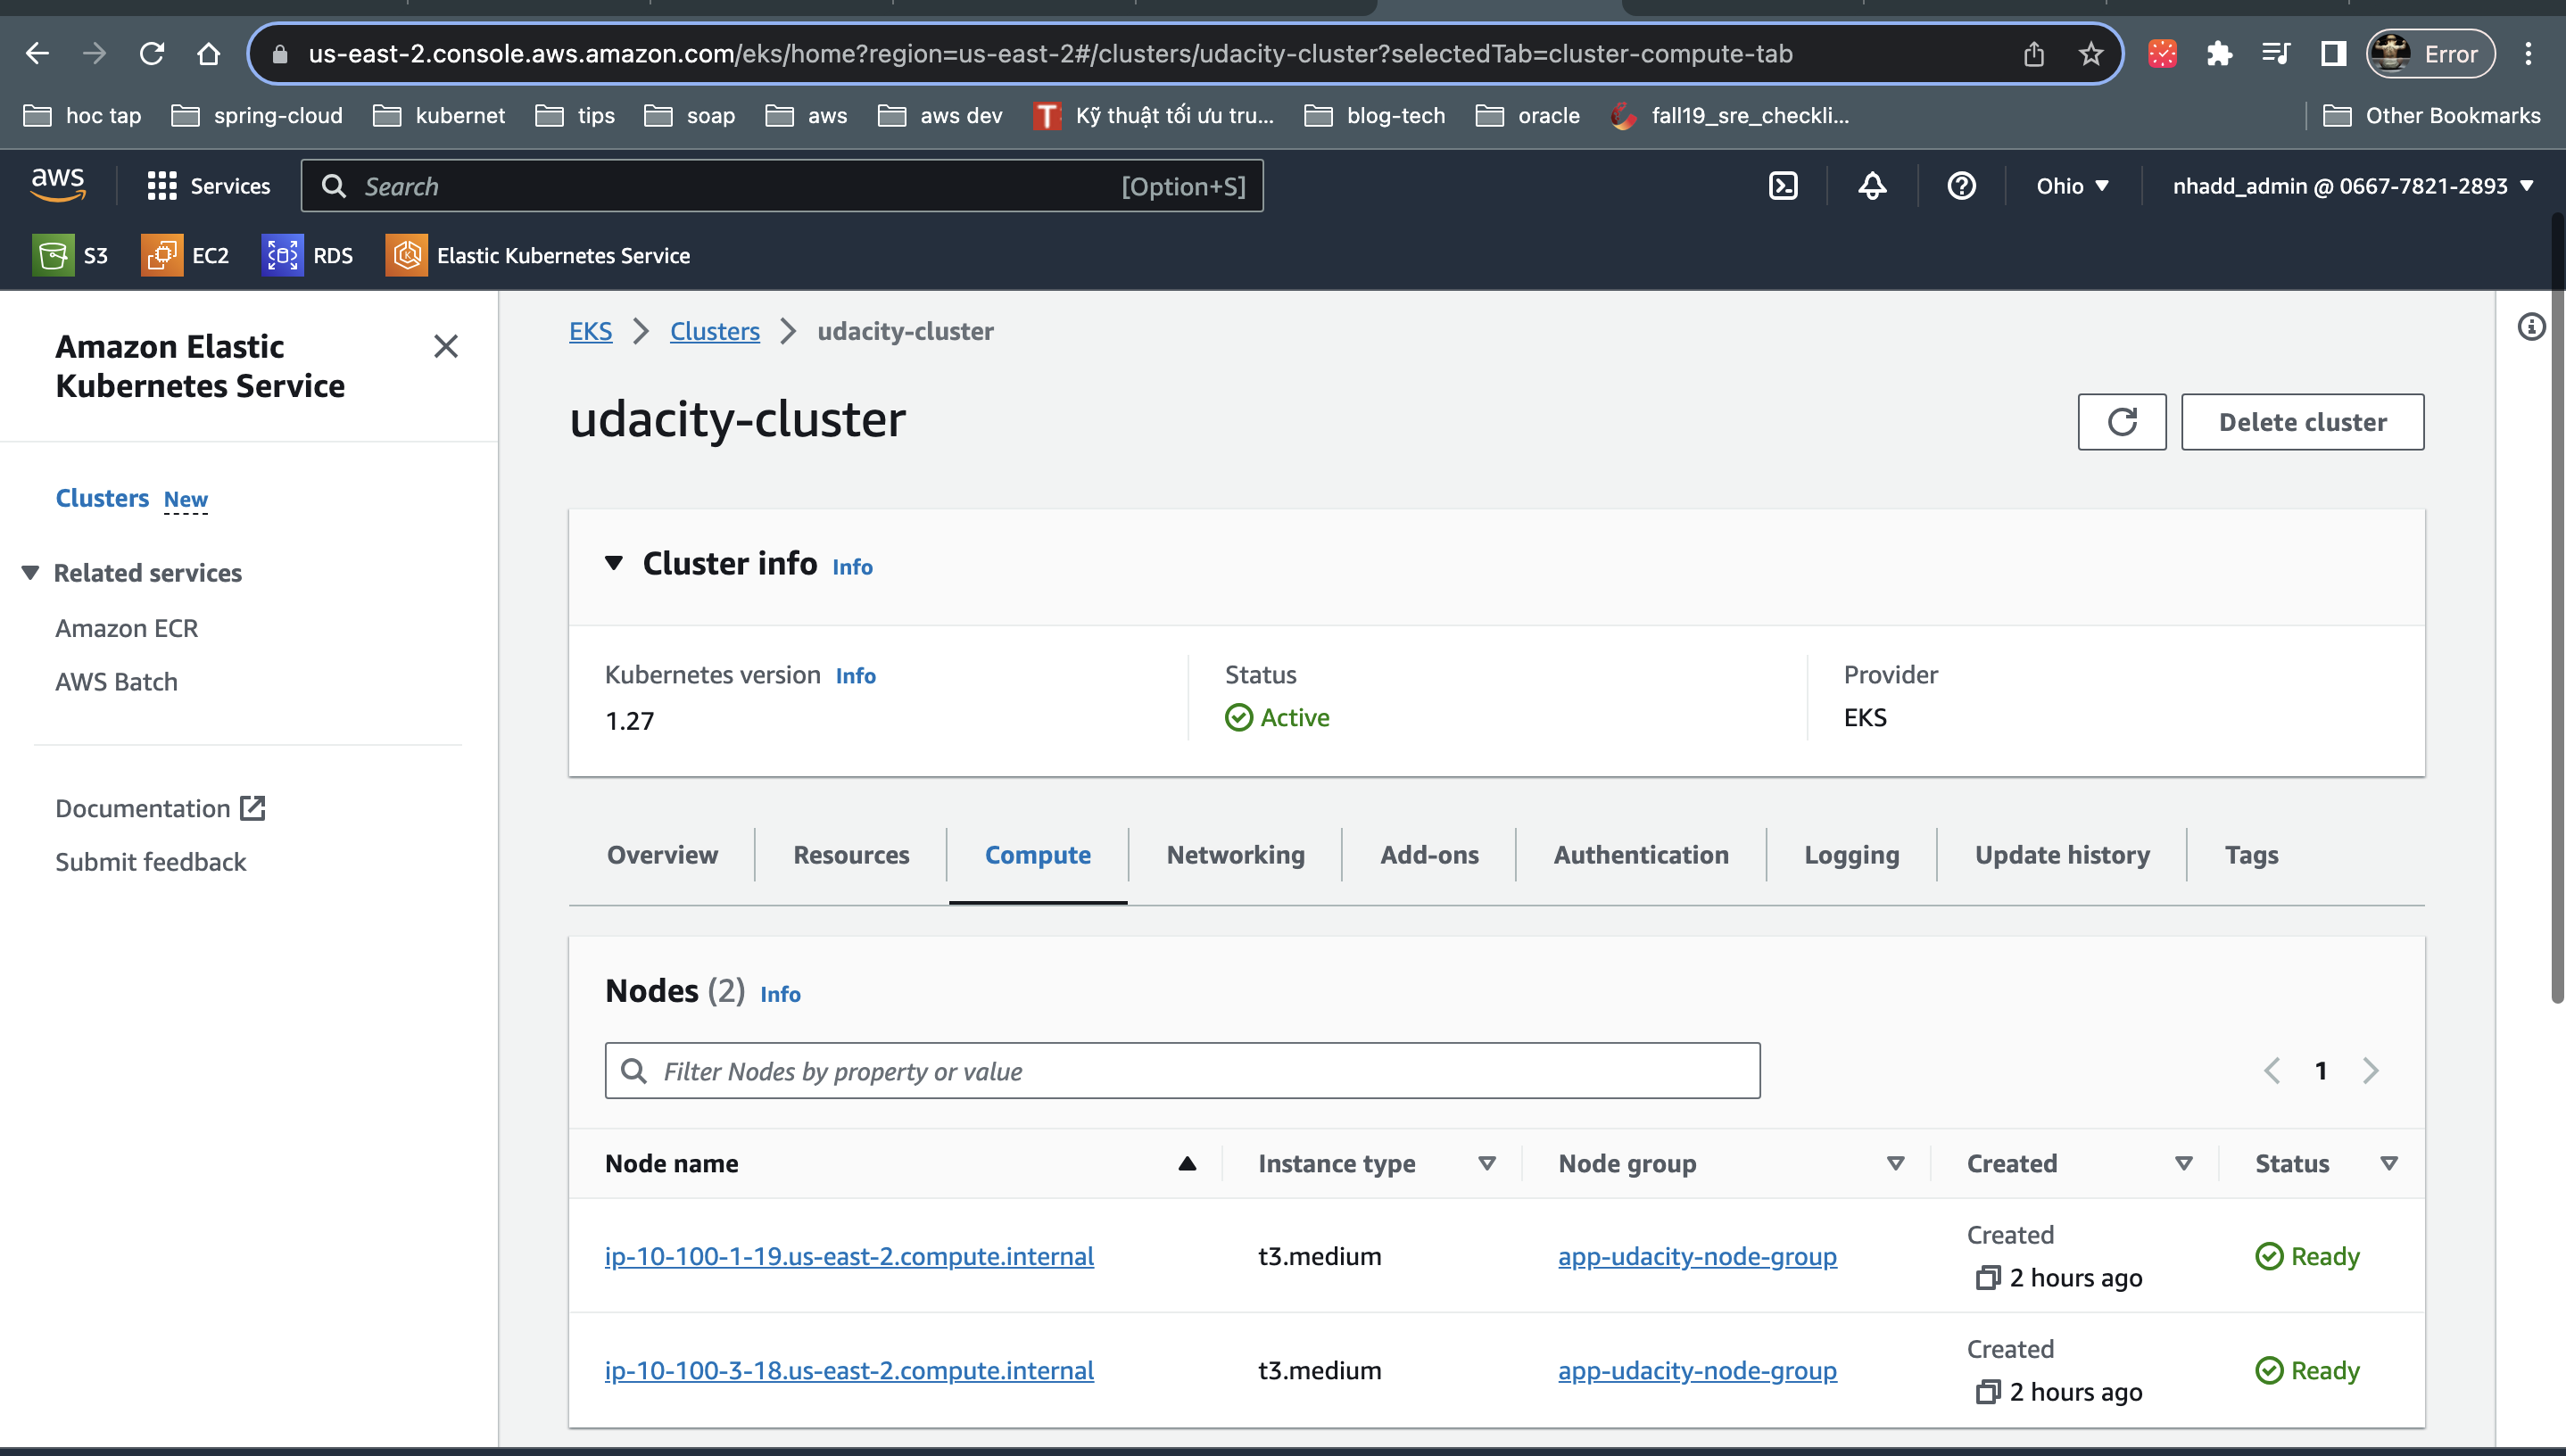 us-east-2.console.aws.amazon.com/eks/home?region=us-east-2#/clusters/udacity-cluster?selectedTab=cluster-compute-tab
Error
hoc tap
spring-cloud
kubernet
tips
soap
aws
aws dev
T
Kỹ thuật tối ưu tru...
blog-tech
oracle
fall19_sre_checkli...
Other Bookmarks
aws
Services
Search
[Option+S]
Ohio
nhadd_admin @ 0667-7821-2893
S3
EC2
RDS
Elastic Kubernetes Service
Amazon Elastic
Kubernetes Service
Clusters New
Related services
Amazon ECR
AWS Batch
Documentation
Submit feedback
EKS
Clusters
udacity-cluster
udacity-cluster
Delete cluster
Cluster info Info
Kubernetes version Info
1.27
Status
Active
Provider
EKS
Overview
Resources
Compute
Networking
Add-ons
Authentication
Logging
Update history
Tags
Nodes (2) Info
Filter Nodes by property or value
1
Node name
Instance type
Node group
Created
Status
ip-10-100-1-19.us-east-2.compute.internal
t3.medium
app-udacity-node-group
Created
2 hours ago
Ready
ip-10-100-3-18.us-east-2.compute.internal
t3.medium
app-udacity-node-group
Created
2 hours ago
Ready